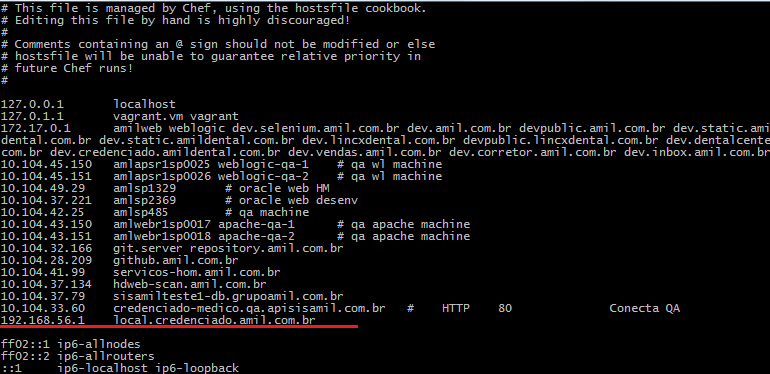 # This file is managed by Chef, using the hostsfile cookbook.
# Editing this file by hand is highly discouraged!
#
# Comments containing an @ sign should not be modified or else
# hostsfile will be unable to guarantee relative priority in
# future Chef runs!
#
127.0.0.1 localhost
127.0.1.1 vagrant.vm vagrant
172.17.0.1 amilweb weblogic dev.selenium.amil.com.br dev.amil.com.br devpublic.amil.com.br dev.static.ami
dental.com.br dev.static.amildental.com.br dev.lincxdental.com.br devpublic.lincxdental.com.br dev.dentalcente
com.br dev.credenciado.amildental.com.br dev.vendas.amil.com.br dev.corretor.amil.com.br dev.inbox.amil.com.br
10.104.45.150 amlapsr1sp0025 weblogic-qa-1 # qa wl machine
10.104.45.151 amlapsr1sp0026 weblogic-qa-2 # qa wl machine
10.104.49.29 amlsp1329 # oracle web HM
10.104.37.221 amlsp2369 # oracle web desenv
10.104.42.25 amlsp485 # qa machine
10.104.43.150 amlwebr1sp0017 apache-qa-1 # qa apache machine
10.104.43.151 amlwebr1sp0018 apache-qa-2 # qa apache machine
10.104.32.166 git.server repository.amil.com.br
10.104.28.209 github.amil.com.br
10.104.41.99 servicos-hom.amil.com.br
10.104.37.134 hdweb-scan.amil.com.br
10.104.37.79 sisamilteste1-db.grupoamil.com.br
10.104.33.60 credenciado-medico.qa.apisisamil.com.br # HTTP 80 Conecta QA
192.168.56.1 local.credenciado.amil.com.br
ff02::1 ip6-allnodes
ff02::2 ip6-allrouters
::1 ip6-localhost ip6-loopback